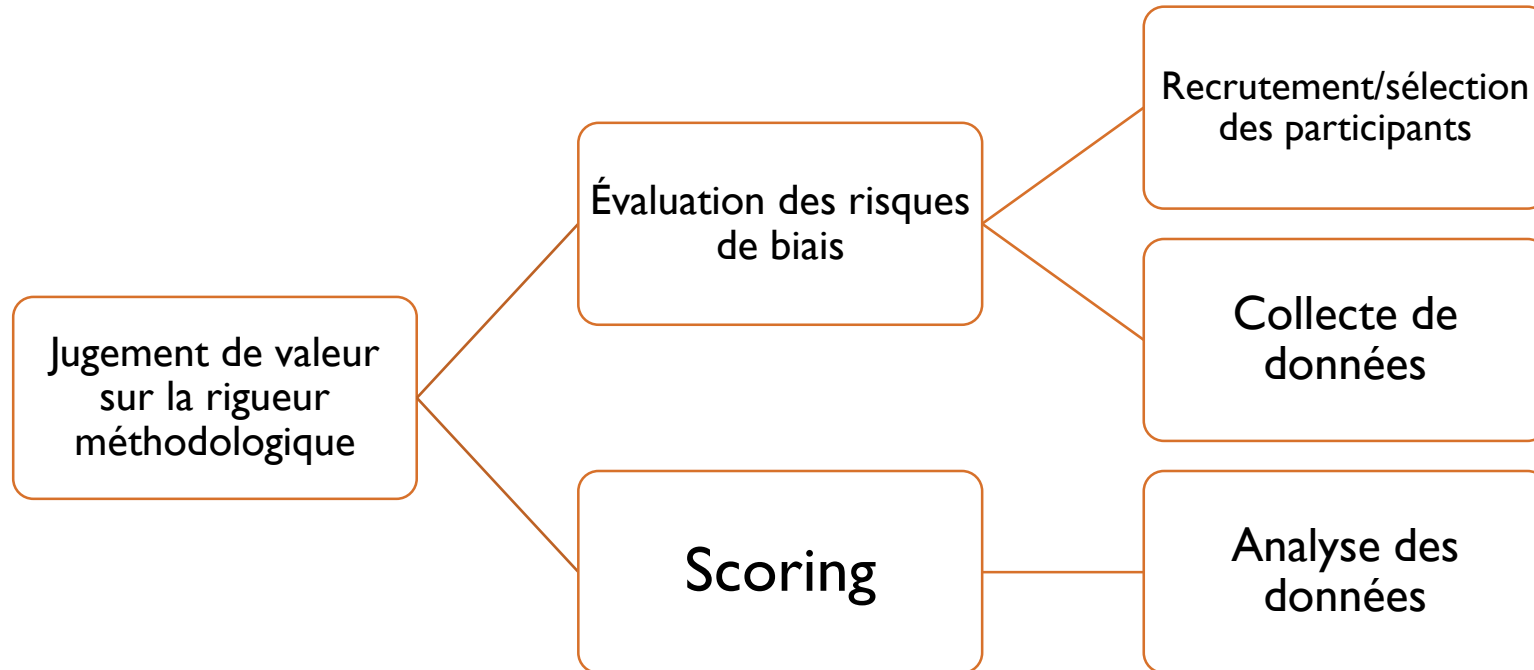 Jugement de valeur
sur la rigueur
méthodologique
Évaluation des risques
de biais
Recrutement/sélection
des participants
Collecte de
données
Scoring
Analyse des
données